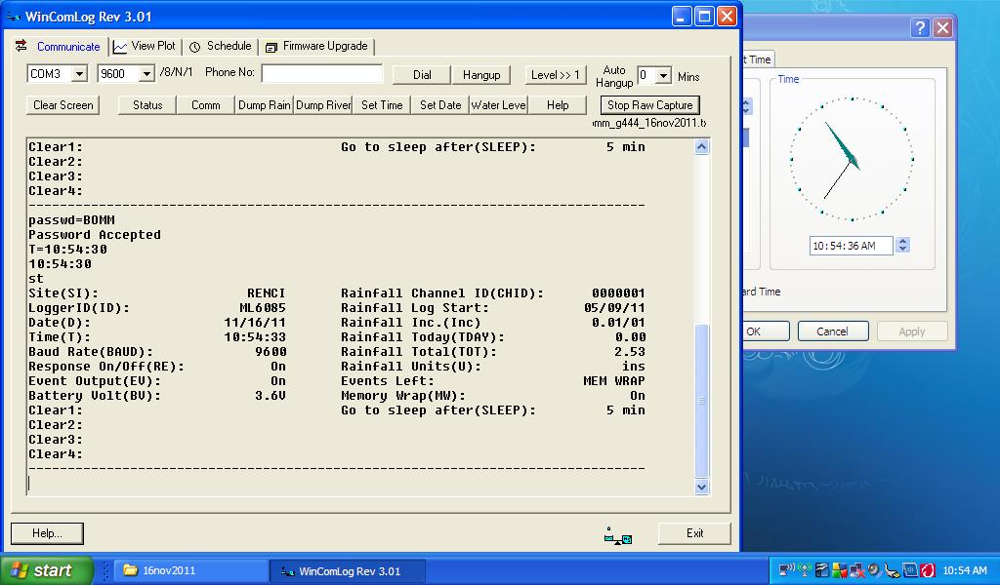 WinComLog Rev 3.01
Communicate View Plot Schedule Firmware Upgrade
COM3 9600 /8/N/1 Phone No: Dial Hangup Level >> 1 Auto Hangup 0 Mins
Clear Screen Status Comm Dump Rain Dump River Set Time Set Date Water Leve Help Stop Raw Capture
mm_g444_16nov2011.t
Clear1: Go to sleep after(SLEEP): 5 min
Clear2:
Clear3:
Clear4:
--------------------------------------------------------------------------------
passwd=BOMM
Password Accepted
T=10:54:30
10:54:30
st
Site(SI): RENCI Rainfall Channel ID(CHID): 0000001
LoggerID(ID): ML6085 Rainfall Log Start: 05/09/11
Date(D): 11/16/11 Rainfall Inc.(Inc) 0.01/01
Time(T): 10:54:33 Rainfall Today(TDAY): 0.00
Baud Rate(BAUD): 9600 Rainfall Total(TOT): 2.53
Response On/Off(RE): On Rainfall Units(U): ins
Event Output(EV): On Events Left: MEM WRAP
Battery Volt(BV): 3.6V Memory Wrap(MW): On
Clear1: Go to sleep after(SLEEP): 5 min
Clear2:
Clear3:
Clear4:
--------------------------------------------------------------------------------
Help... Exit
t Time
Time
10:54:36 AM
ard Time
OK Cancel Apply
start 16nov2011 WinComLog Rev 3.01 10:54 AM